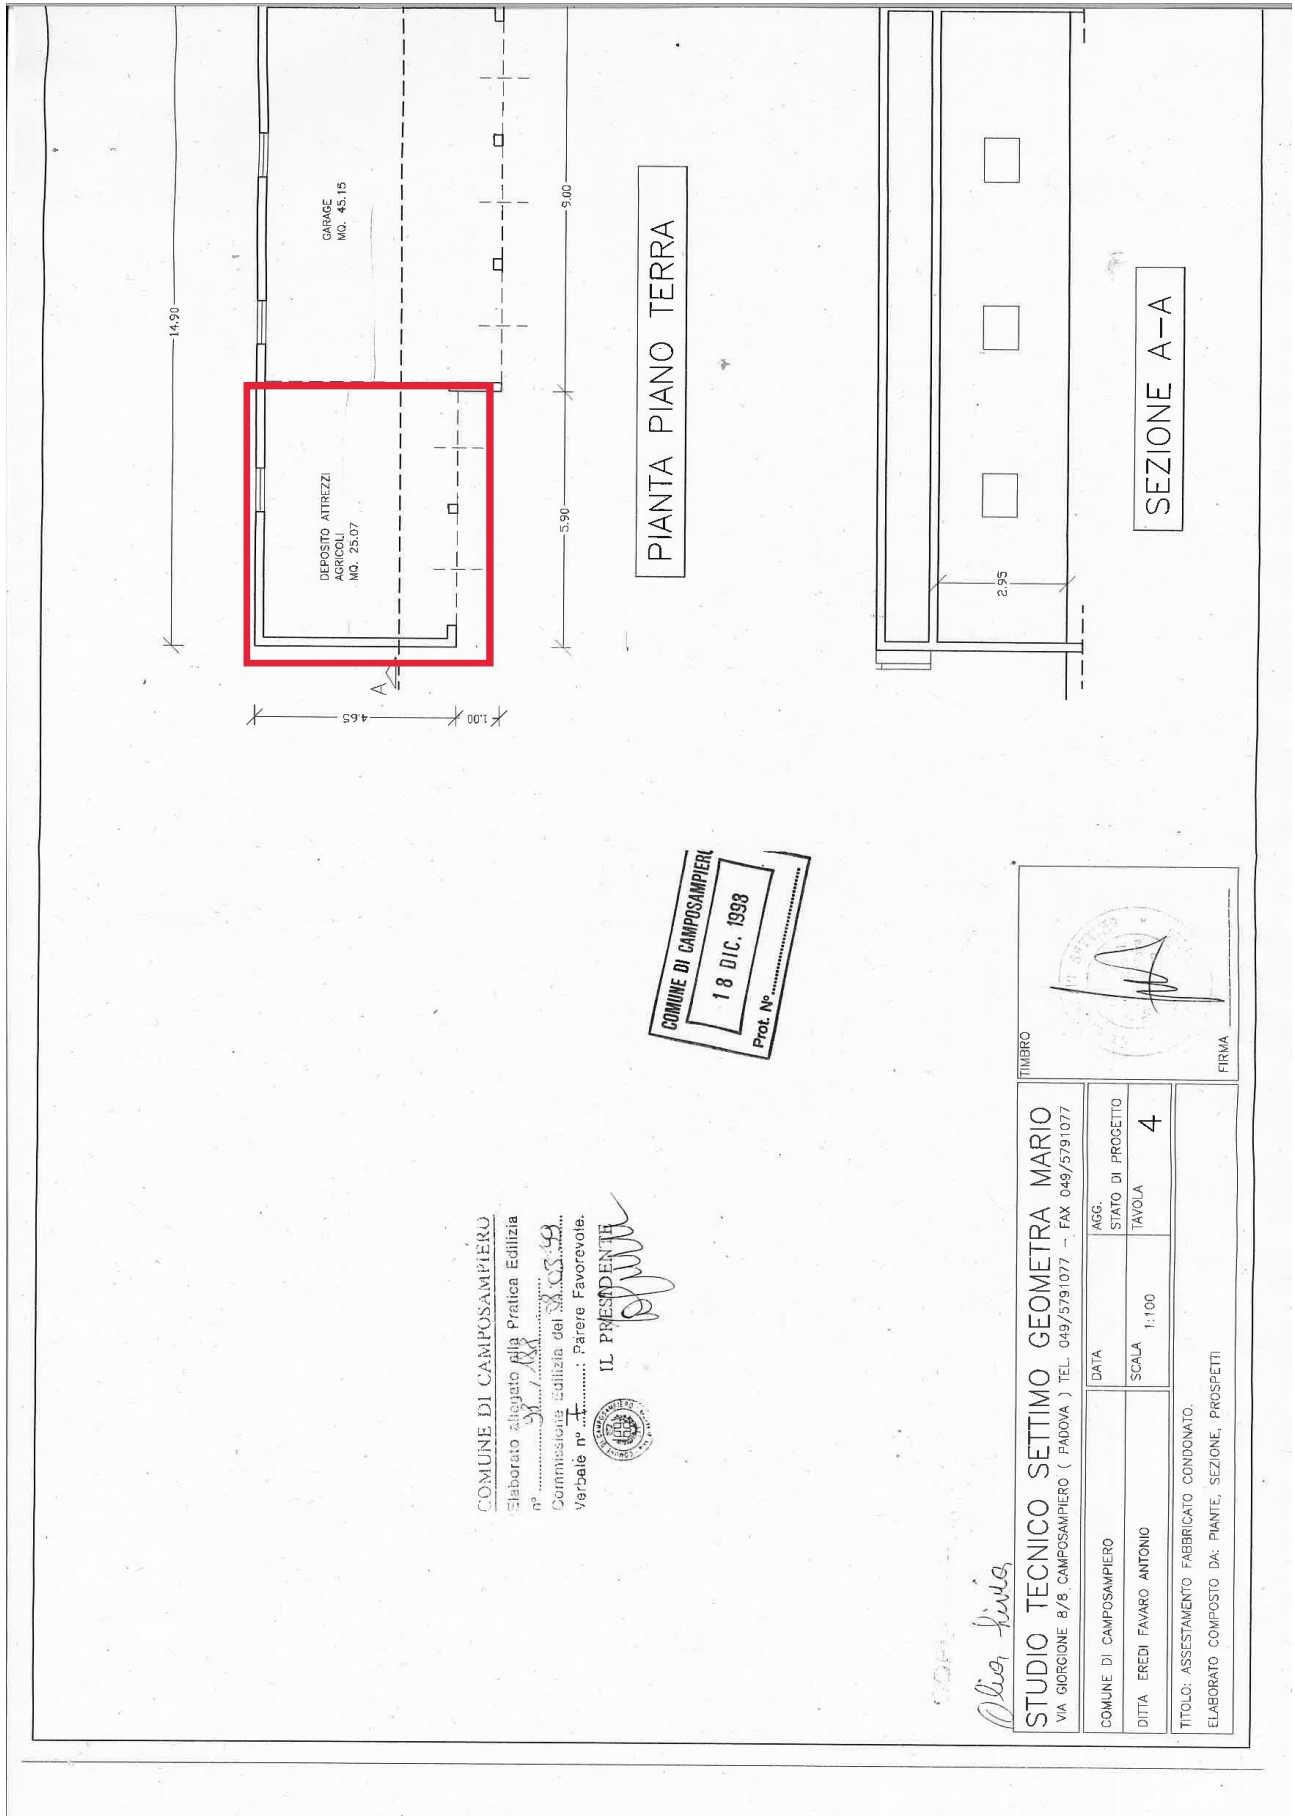 14.90
GARAGE
MQ. 45.15
DEPOSITO ATTREZZI
AGRICOLI
MQ. 25.07
A
4.65
1.00
5.90
9.00
PIANTA PIANO TERRA
2.95
SEZIONE A-A
COMUNE DI CAMPOSAMPIERO
Elaborato allegato alla Pratica Edilizia
n°
Commissione Edilizia del
Verbale n° : Parere Favorevole.
IL PRESIDENTE
COMUNE DI CAMPOSAMPIERO
18 DIC. 1998
Prot. N°
STUDIO TECNICO SETTIMO GEOMETRA MARIO
VIA GIORGIONE 8/8 CAMPOSAMPIERO ( PADOVA ) TEL. 049/5791077 - FAX 049/5791077
COMUNE DI CAMPOSAMPIERO
DATA
AGG.
STATO DI PROGETTO
DITTA EREDI FAVARO ANTONIO
SCALA 1:100
TAVOLA 4
TITOLO: ASSESTAMENTO FABBRICATO CONDONATO.
ELABORATO COMPOSTO DA: PIANTE, SEZIONE, PROSPETTI
TIMBRO
FIRMA